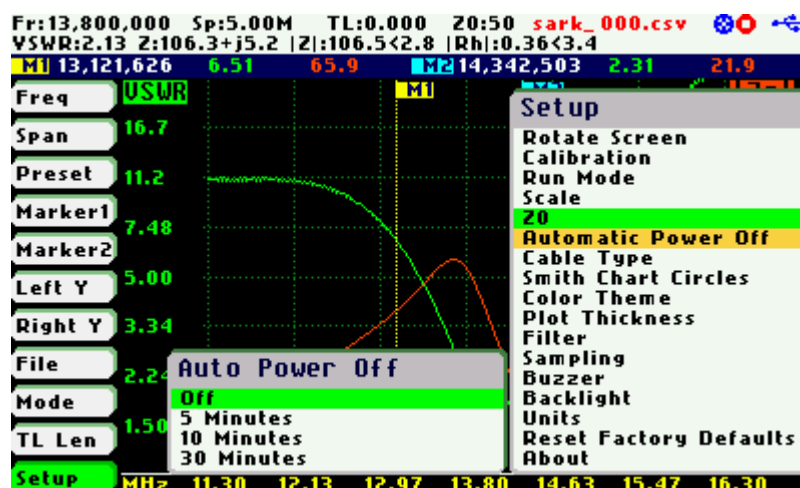 Fr:13,800,000 Sp:5.00M TL:0.000 Z0:50 sark_000.csv
VSWR:2.13 Z:106.3+j5.2 |Z|:106.5<2.8 |Rh|:0.36<3.4
M1 13,121,626 6.51 65.9 M2 14,342,503 2.31 21.9
Freq
Span
Preset
Marker1
Marker2
Left Y
Right Y
File
Mode
TL Len
Setup
VSWR
16.7
11.2
7.48
5.00
3.34
2.24
1.50
M1
Setup
Rotate Screen
Calibration
Run Mode
Scale
Z0
Automatic Power Off
Cable Type
Smith Chart Circles
Color Theme
Plot Thickness
Filter
Sampling
Buzzer
Backlight
Units
Reset Factory Defaults
About
Auto Power Off
Off
5 Minutes
10 Minutes
30 Minutes
MHz 11.30 12.13 12.97 13.80 14.63 15.47 16.30